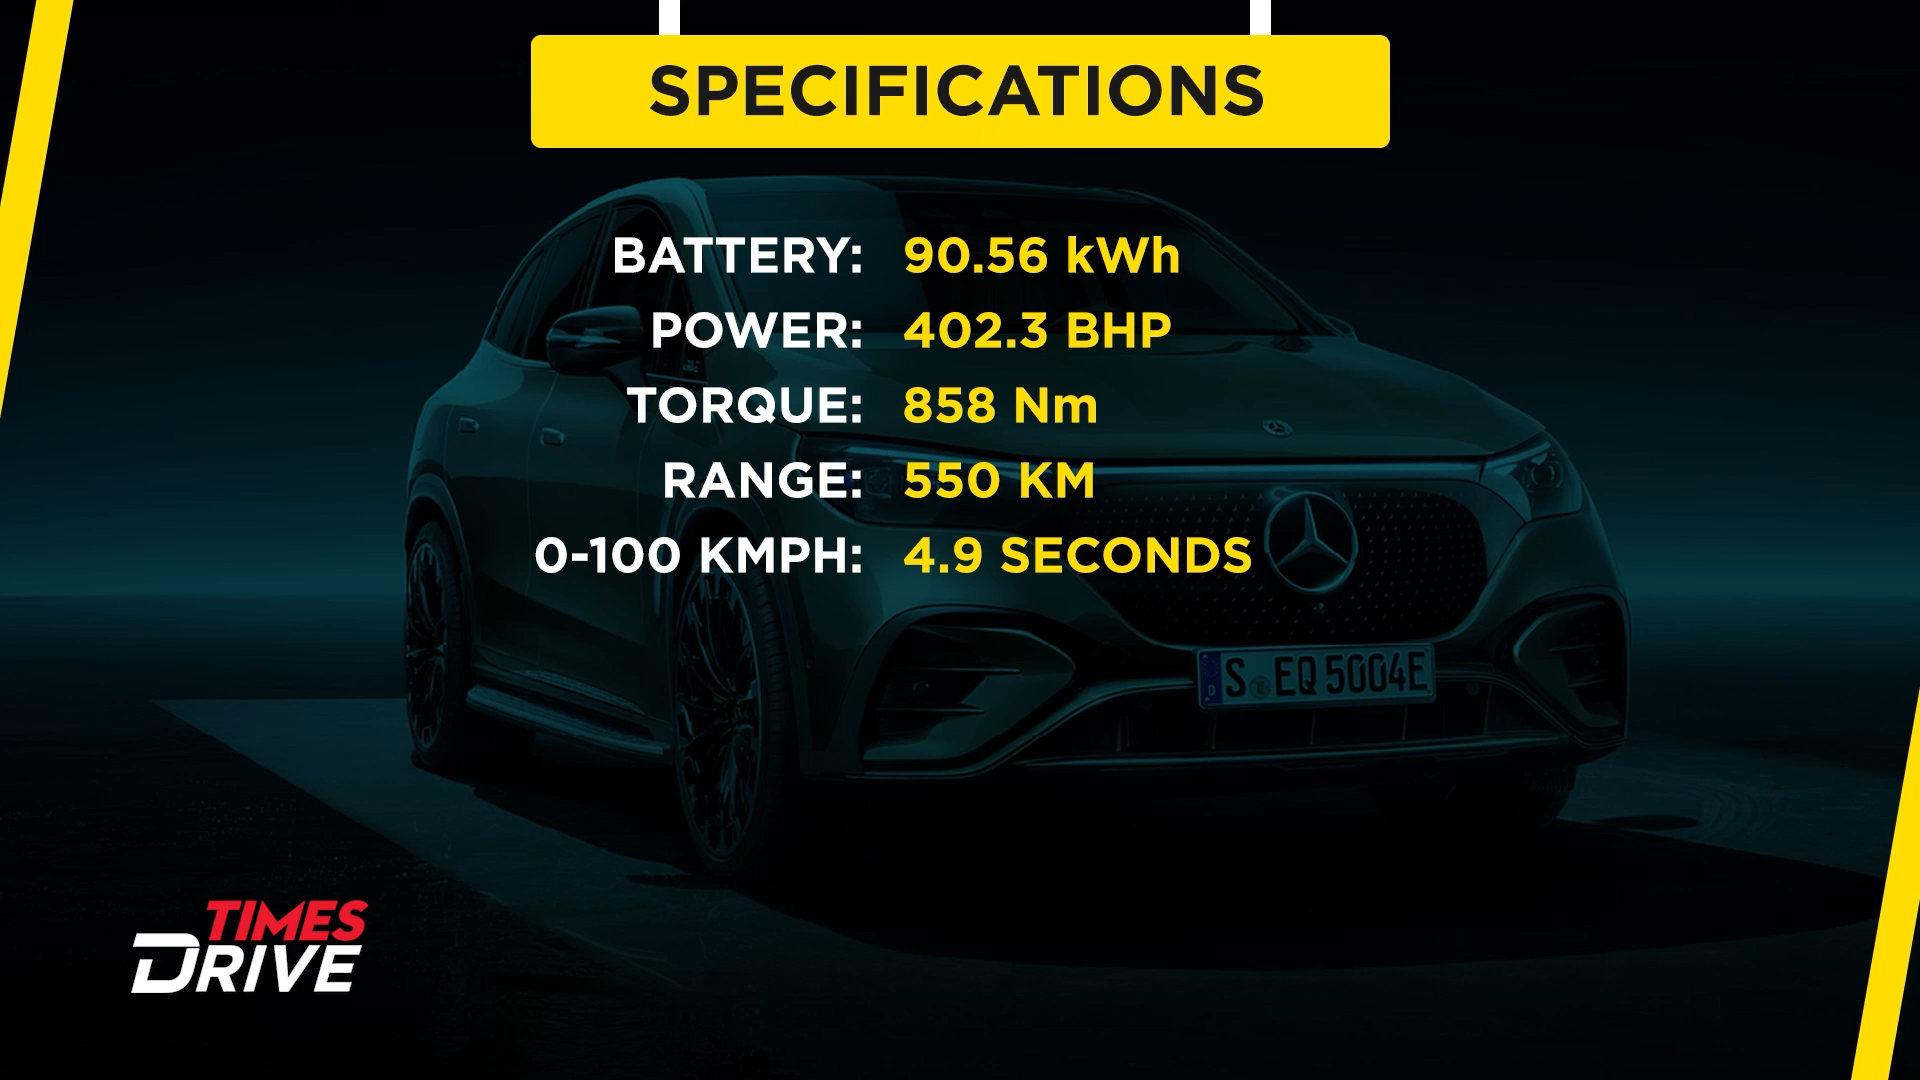 SPECIFICATIONS
BATTERY: 90.56 kWh
POWER: 402.3 BHP
TORQUE: 858 Nm
RANGE: 550 KM
0-100 KMPH: 4.9 SECONDS
S EQ 5004E
TIMES
DRIVE